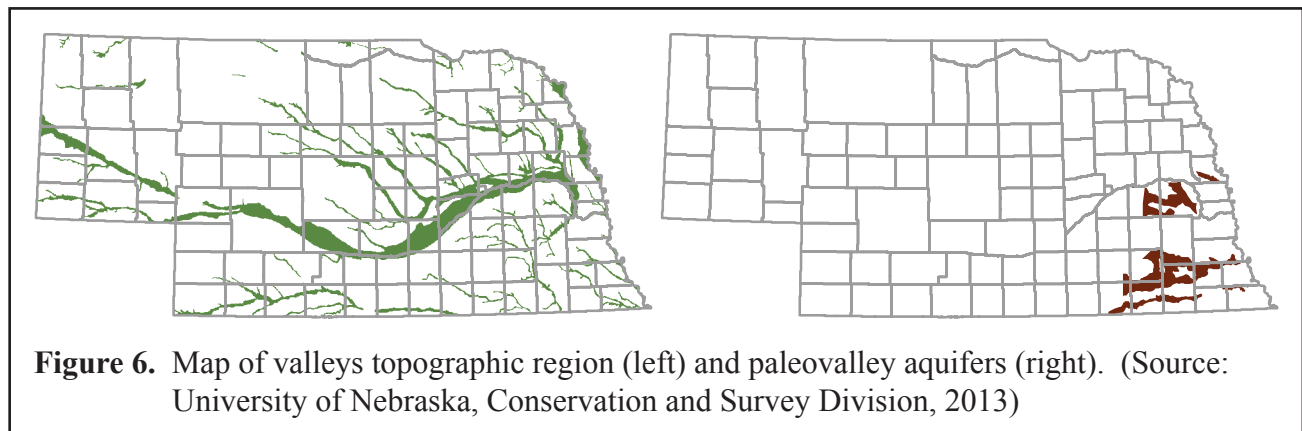 Figure 6. Map of valleys topographic region (left) and paleovalley aquifers (right). (Source:
University of Nebraska, Conservation and Survey Division, 2013)